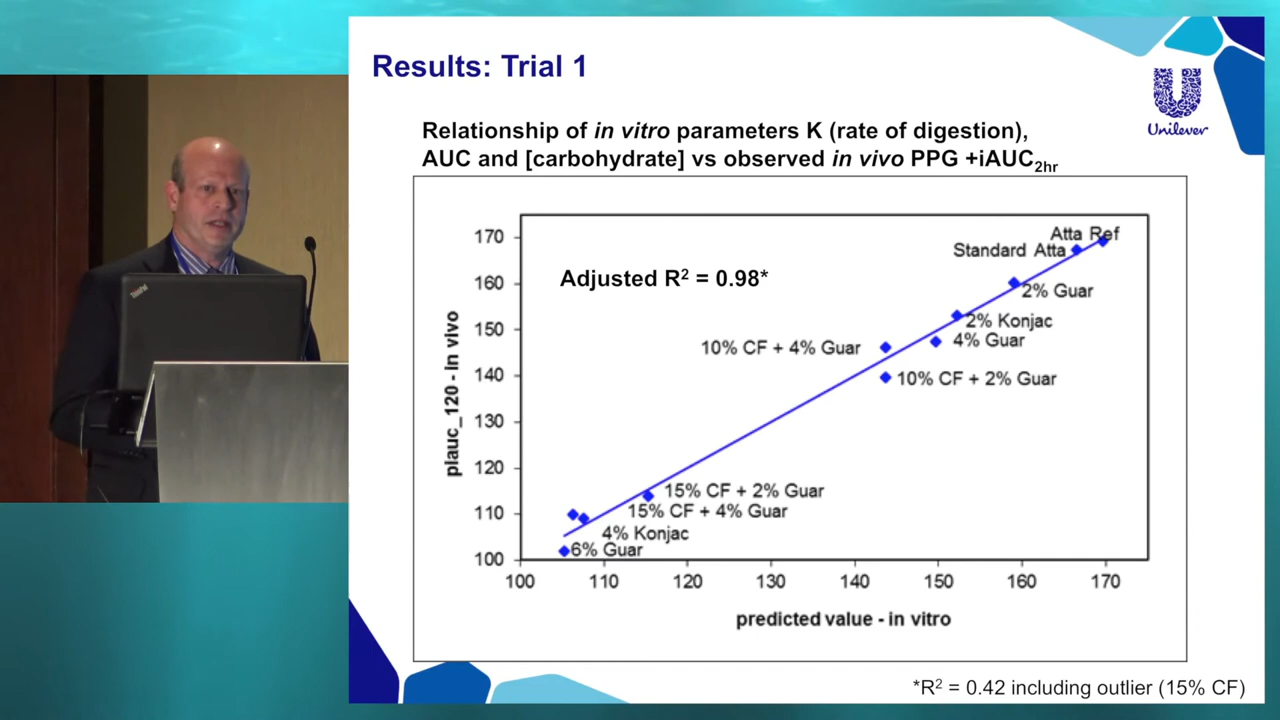 Results: Trial 1
Unilever
Relationship of in vitro parameters K (rate of digestion),
AUC and [carbohydrate] vs observed in vivo PPG +iAUC2hr
170
160
150
140
130
120
110
100
plauc_120 - in vivo
Adjusted R² = 0.98*
Atta Ref
Standard Atta
2% Guar
2% Konjac
4% Guar
10% CF + 4% Guar
10% CF + 2% Guar
15% CF + 2% Guar
15% CF + 4% Guar
4% Konjac
6% Guar
100 110 120 130 140 150 160 170
predicted value - in vitro
*R² = 0.42 including outlier (15% CF)
ThinkPad